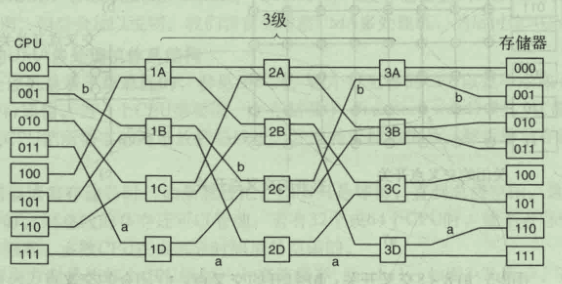 3级
CPU
存储器
000 1A 2A 3A 000
001 b b b 001
010 1B 2B 3B 010
011 011
100 1C b 2C 3C 100
101 101
110 a a 110
111 1D a 2D a 3D 111